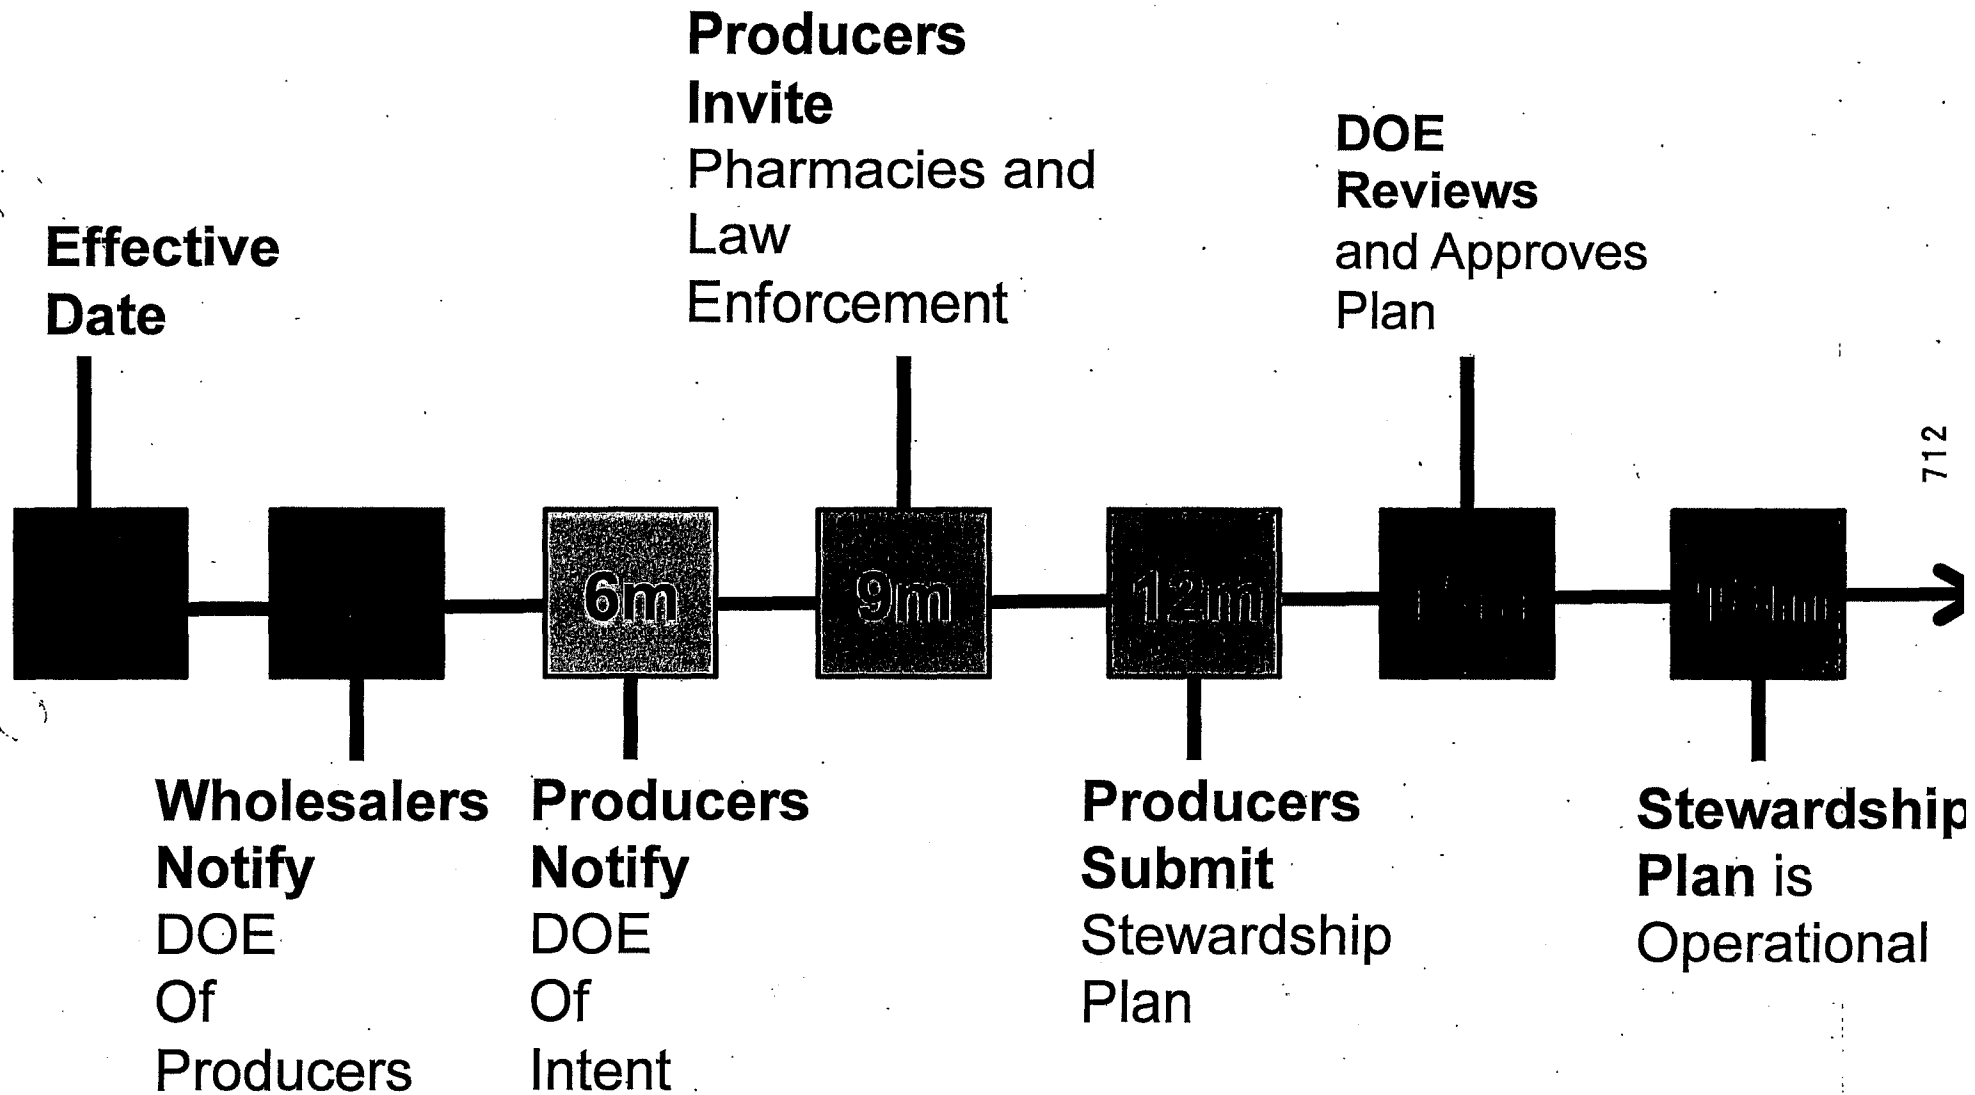 Effective
Date
Producers
Invite
Pharmacies and
Law
Enforcement
DOE
Reviews
and Approves
Plan
712
6m
9m
12m
Wholesalers
Notify
DOE
Of
Producers
Producers
Notify
DOE
Of
Intent
Producers
Submit
Stewardship
Plan
Stewardship
Plan is
Operational